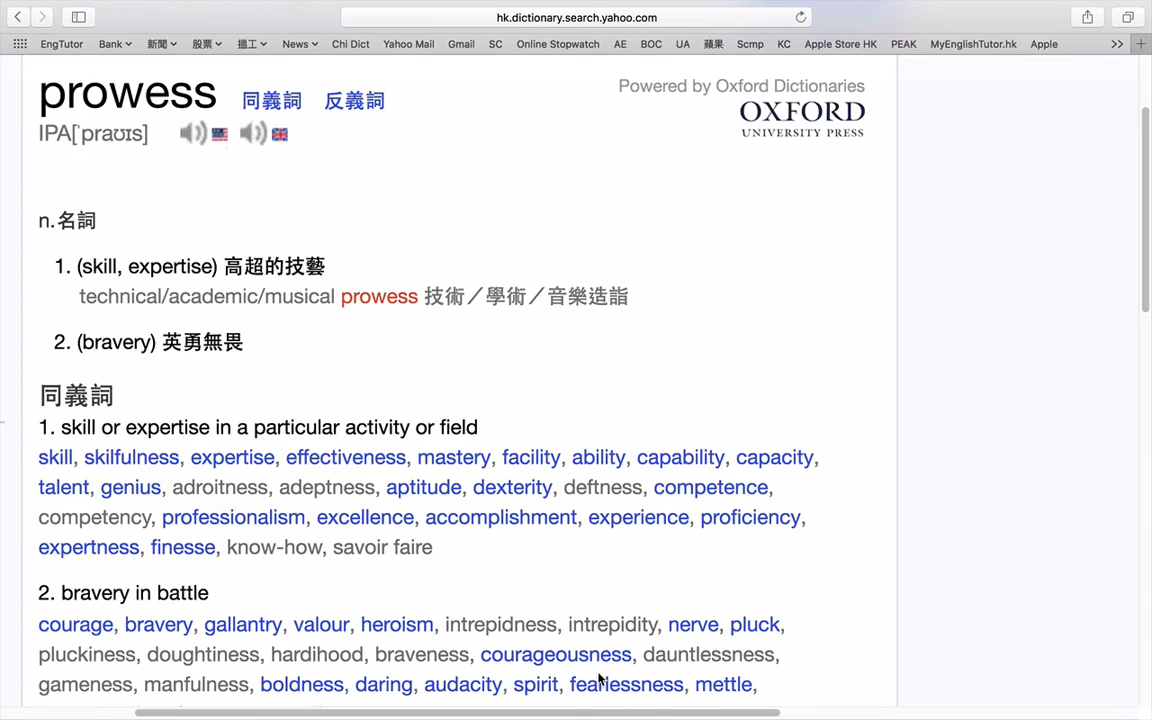 hk.dictionary.search.yahoo.com
EngTutor Bank 新聞 股票 搵工 News Chi Dict Yahoo Mail Gmail SC Online Stopwatch AE BOC UA 蘋果 Scmp KC Apple Store HK PEAK MyEnglishTutor.hk Apple
prowess 同義詞 反義詞
Powered by Oxford Dictionaries
OXFORD
UNIVERSITY PRESS
IPA[ˈpraʊɪs]
n.名詞
1. (skill, expertise) 高超的技藝
technical/academic/musical prowess 技術／學術／音樂造詣
2. (bravery) 英勇無畏
同義詞
1. skill or expertise in a particular activity or field
skill, skilfulness, expertise, effectiveness, mastery, facility, ability, capability, capacity,
talent, genius, adroitness, adeptness, aptitude, dexterity, deftness, competence,
competency, professionalism, excellence, accomplishment, experience, proficiency,
expertness, finesse, know-how, savoir faire
2. bravery in battle
courage, bravery, gallantry, valour, heroism, intrepidness, intrepidity, nerve, pluck,
pluckiness, doughtiness, hardihood, braveness, courageousness, dauntlessness,
gameness, manfulness, boldness, daring, audacity, spirit, fearlessness, mettle,